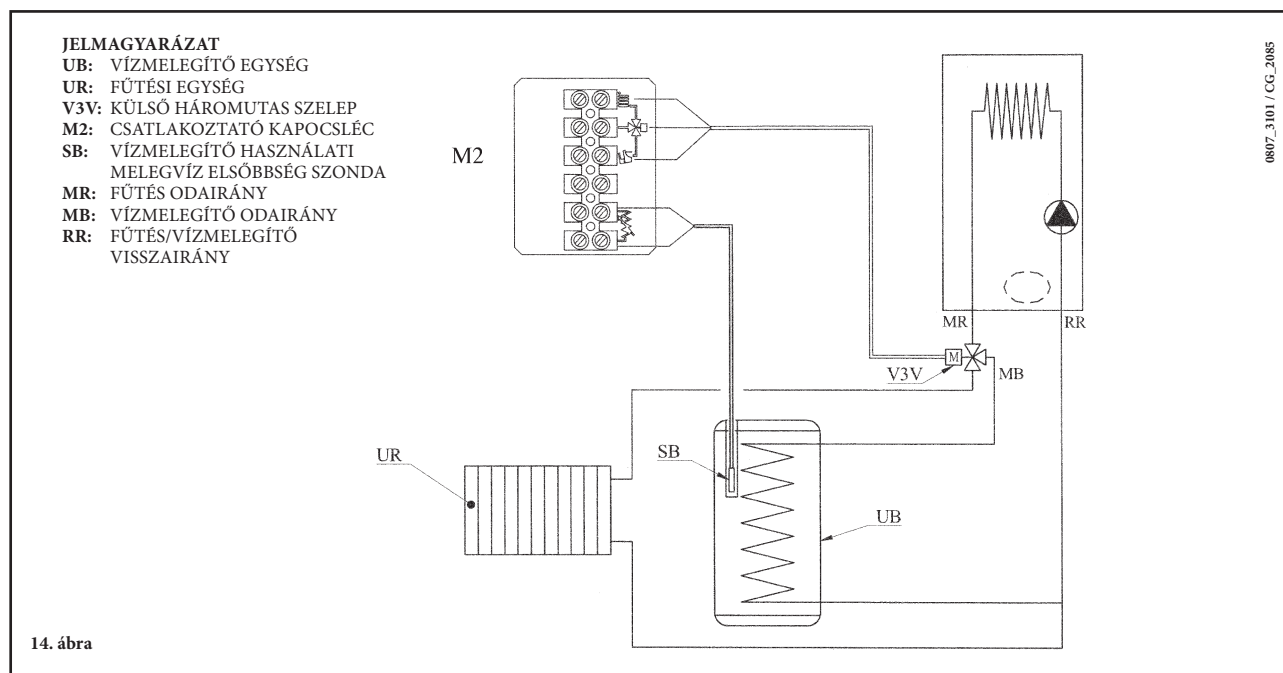 JELMAGYARÁZAT
UB: VÍZMELEGÍTŐ EGYSÉG
UR: FŰTÉSI EGYSÉG
V3V: KÜLSŐ HÁROMUTAS SZELEP
M2: CSATLAKOZTATÓ KAPOCSLÉC
SB: VÍZMELEGÍTŐ HASZNÁLATI
MELEGVÍZ ELSŐBBSÉG SZONDA
MR: FŰTÉS ODAIRÁNY
MB: VÍZMELEGÍTŐ ODAIRÁNY
RR: FŰTÉS/VÍZMELEGÍTŐ
VISSZAIRÁNY
M2
0807_3101 / CG_2085
MR
RR
M
V3V
MB
UR
SB
UB
14. ábra